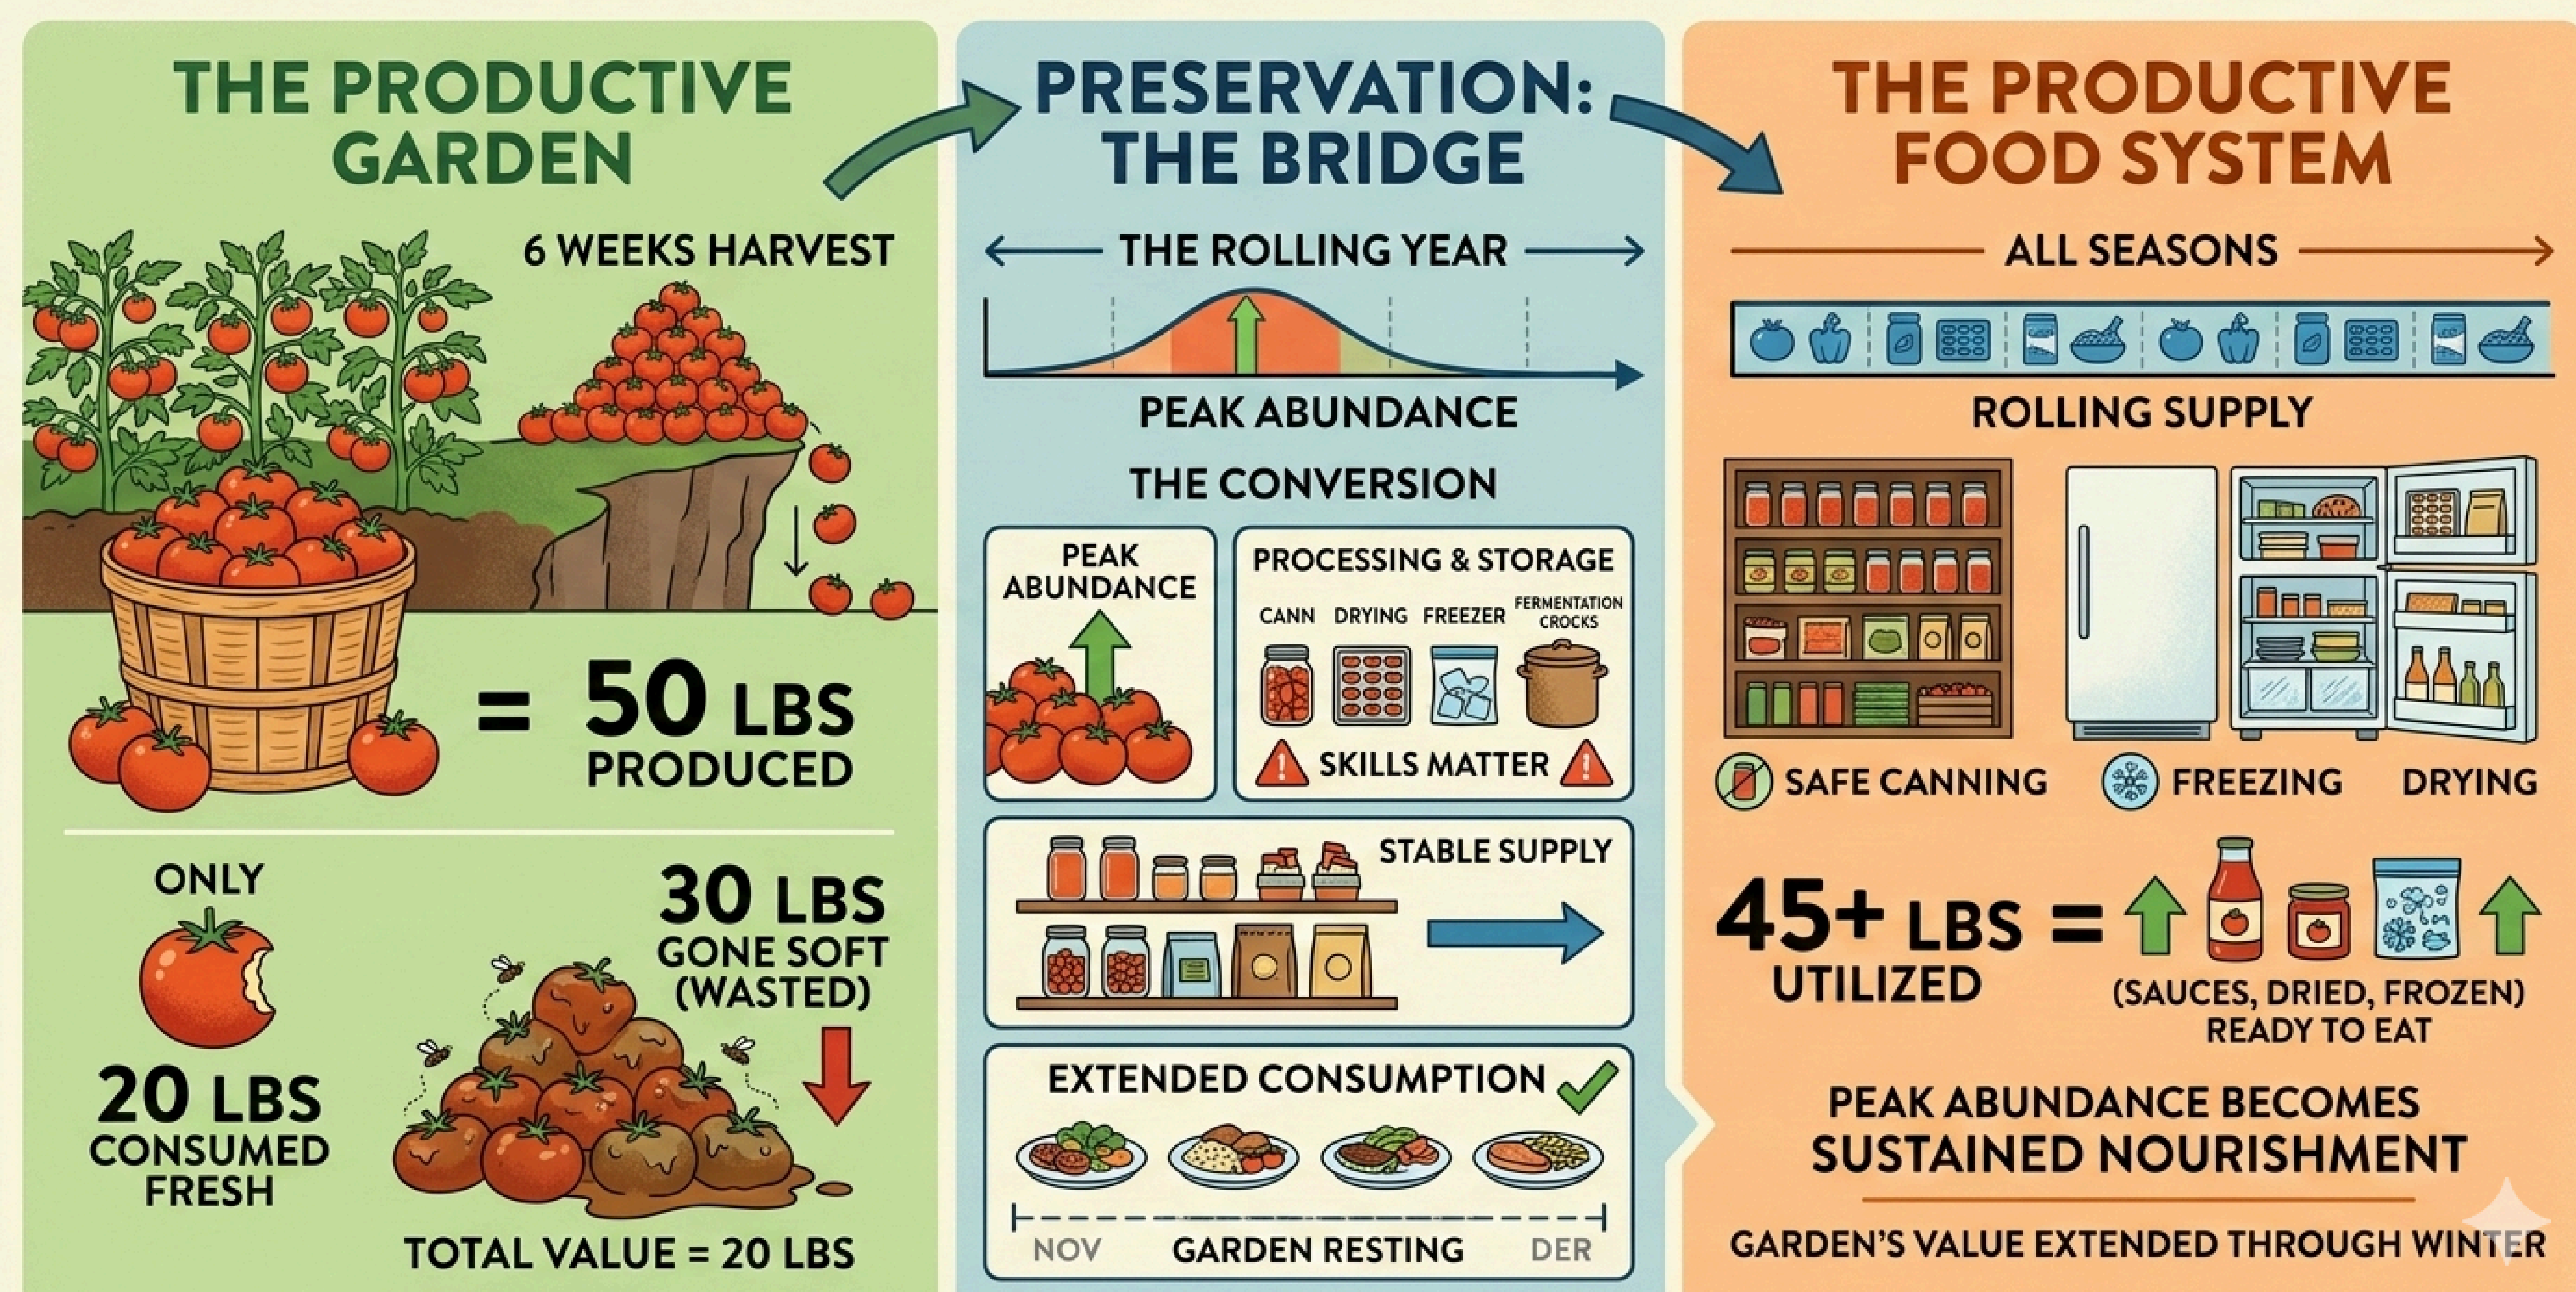 THE PRODUCTIVE
GARDEN
6 WEEKS HARVEST
= 50 LBS
PRODUCED
ONLY
20 LBS
CONSUMED
FRESH
30 LBS
GONE SOFT
(WASTED)
TOTAL VALUE = 20 LBS
PRESERVATION:
THE BRIDGE
THE ROLLING YEAR
PEAK ABUNDANCE
THE CONVERSION
PEAK
ABUNDANCE
PROCESSING & STORAGE
CANN DRYING FREEZER FERMENTATION
CROCKS
! SKILLS MATTER !
STABLE SUPPLY
EXTENDED CONSUMPTION
NOV GARDEN RESTING DER
THE PRODUCTIVE
FOOD SYSTEM
ALL SEASONS
ROLLING SUPPLY
SAFE CANNING FREEZING DRYING
45+ LBS =
UTILIZED
(SAUCES, DRIED, FROZEN)
READY TO EAT
PEAK ABUNDANCE BECOMES
SUSTAINED NOURISHMENT
GARDEN'S VALUE EXTENDED THROUGH WINTER